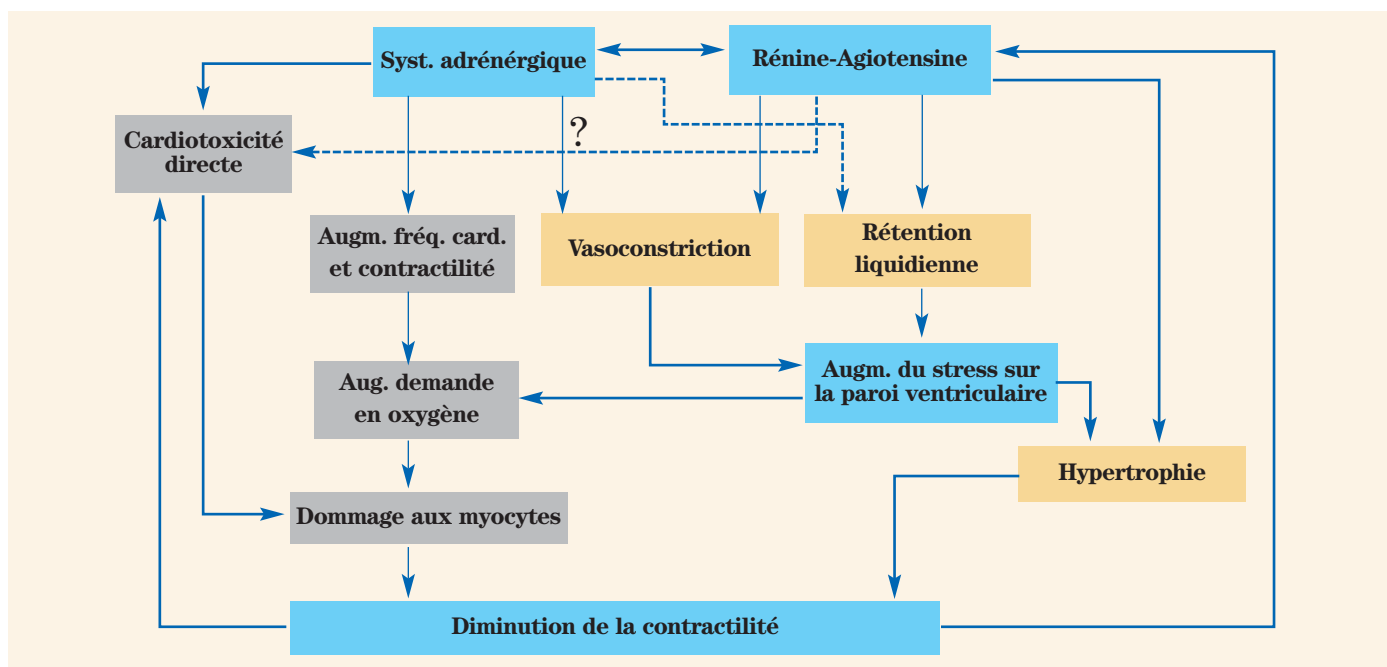 Syst. adrénérgique
Rénine-Agiotensine
?
Cardiotoxicité
directe
Augm. fréq. card.
et contractilité
Vasoconstriction
Rétention
liquidienne
Aug. demande
en oxygène
Augm. du stress sur
la paroi ventriculaire
Hypertrophie
Dommage aux myocytes
Diminution de la contractilité